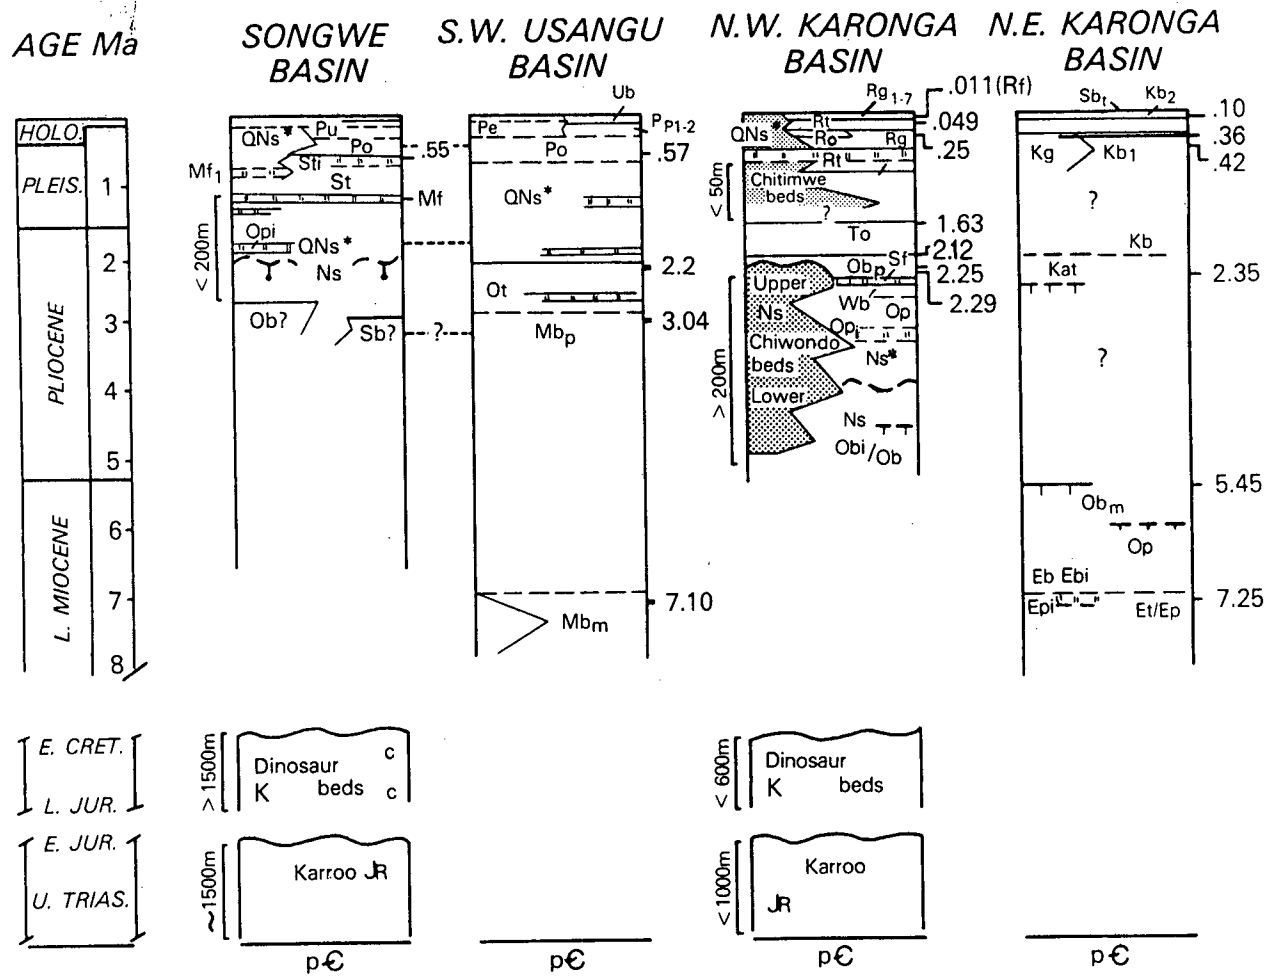 AGE Ma
SONGWE
BASIN
S.W. USANGU
BASIN
N.W. KARONGA
BASIN
N.E. KARONGA
BASIN
HOLO.
PLEIS.
PLIOCENE
L. MIOCENE
1
2
3
4
5
6
7
8
E. CRET.
L. JUR.
E. JUR.
U. TRIAS.
QNs*
Pu
Po
Sti
Mf1
St
Mf
.55
< 200m
Opi
QNs*
Ns
Ob?
Sb?
?
> 1500m
Dinosaur
K beds
c
c
~1500m
Karroo JR
p€
Ub
Pe
PP1-2
Po
.57
QNs*
2.2
Ot
3.04
Mbp
7.10
Mbm
p€
Rg1-7
.011(Rf)
QNs*
Rt
.049
Ro
Rg
.25
Rt
< 50m
Chitimwe
beds
?
1.63
To
2.12
Sf
Obp
2.25
Upper
Wb
Op
2.29
Ns
Opi
Chiwondo
beds
Ns*
> 200m
Lower
Ns
Obi/Ob
< 600m
Dinosaur
K beds
< 1000m
Karroo
JR
p€
Sbt
Kb2
.10
.36
Kg
Kb1
.42
?
Kb
Kat
2.35
?
5.45
Obm
Op
Eb Ebi
7.25
Epi
Et/Ep
p€